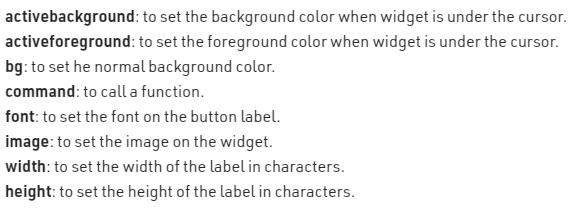 activebackground: to set the background color when widget is under the cursor.
activeforeground: to set the foreground color when widget is under the cursor.
bg: to set he normal background color.
command: to call a function.
font: to set the font on the button label.
image: to set the image on the widget.
width: to set the width of the label in characters.
height: to set the height of the label in characters.